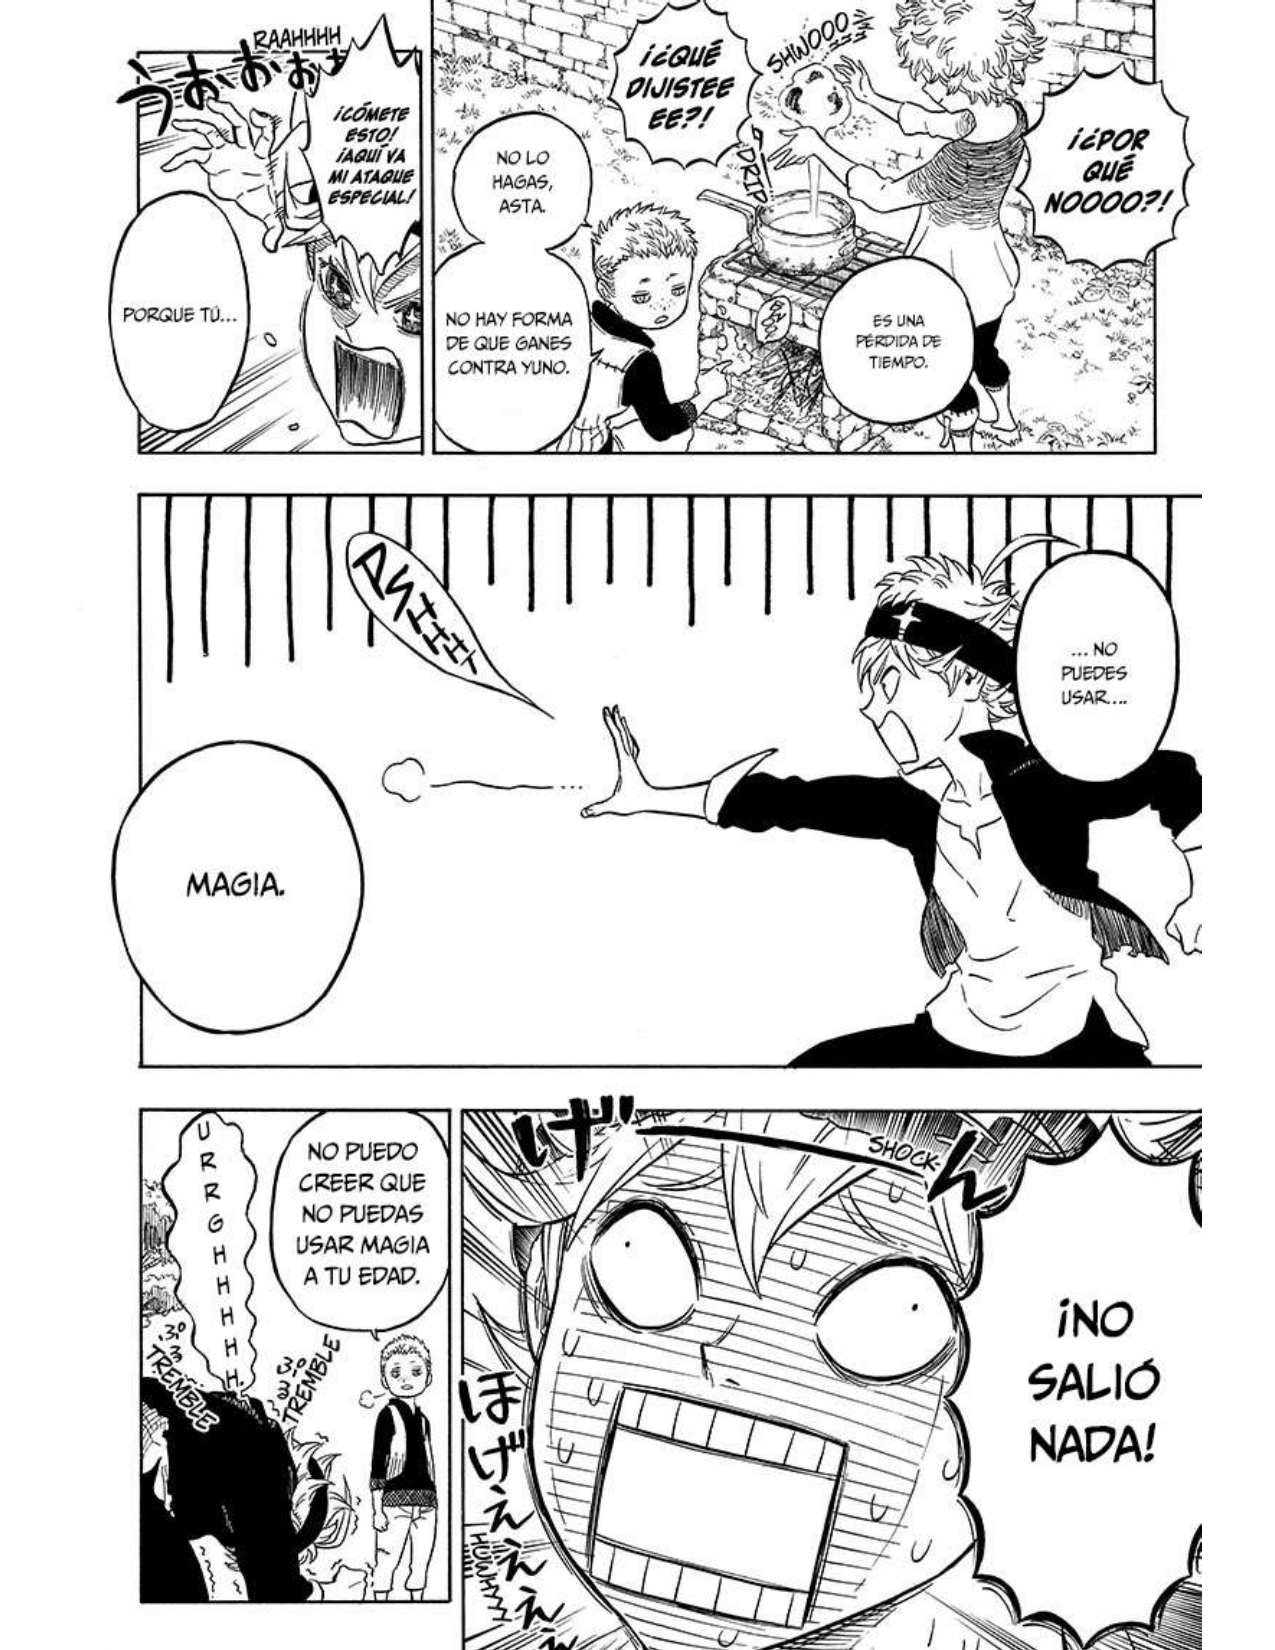 ¡¿POR
QUÉ
NOOOO?!
¡¿QUÉ
DIJISTEE
EE?!
SHWOOO
DRIP
NO LO
HAGAS,
ASTA.
NO HAY FORMA
DE QUE GANES
CONTRA YUNO.
ES UNA
PÉRDIDA DE
TIEMPO.
RAAHHHH
うおおおお
¡CÓMETE
ESTO!
¡AQUÍ VA
MI ATAQUE
ESPECIAL!
PORQUE TÚ...
... NO
PUEDES
USAR....
MAGIA.
¡NO
SALIÓ
NADA!
げーん
SHOCK-
ほげえええ
NO PUEDO
CREER QUE
NO PUEDAS
USAR MAGIA
A TU EDAD.
URRGHHHHH.
TREMBLE
TREMBLE